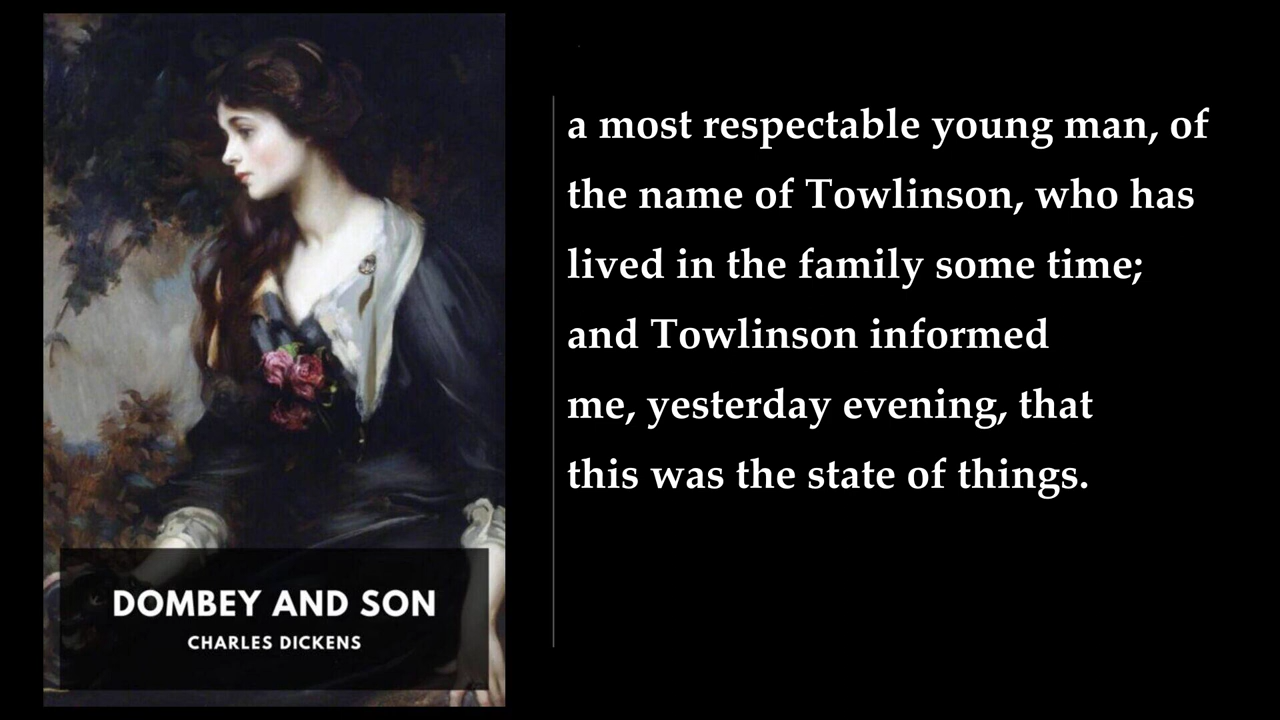 a most respectable young man, of
the name of Towlinson, who has
lived in the family some time;
and Towlinson informed
me, yesterday evening, that
this was the state of things.
DOMBEY AND SON
CHARLES DICKENS